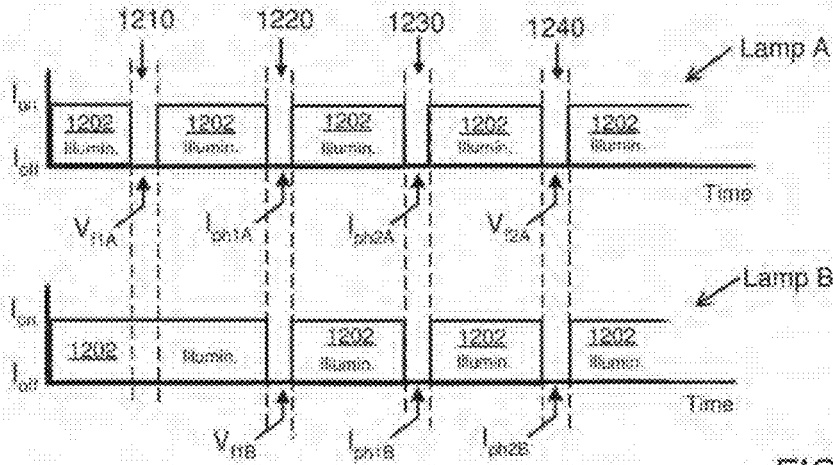 1210 1220 1230 1240
Lamp A
Ion
1202 1202 1202 1202 1202
Illumin. Illumin. Illumin. Illumin. Illumin.
Ioff
Time
Vf1A Iph1A Iph2A Vf2A
Lamp B
Ion
1202 1202 1202 1202
Illumin. Illumin. Illumin. Illumin.
Ioff
Time
Vf1B Iph1B Iph2B